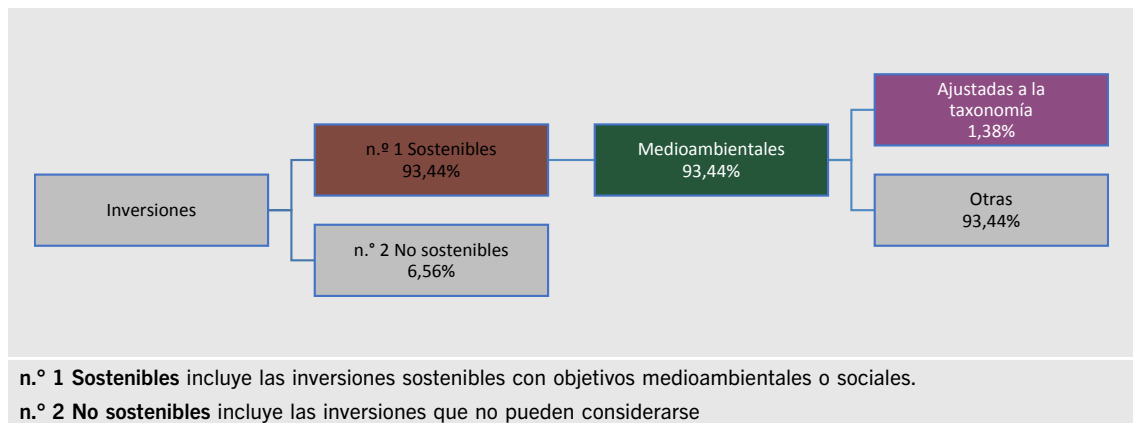 Inversiones
n.º 1 Sostenibles
93,44%
n.° 2 No sostenibles
6,56%
Medioambientales
93,44%
Ajustadas a la
taxonomía
1,38%
Otras
93,44%
n.° 1 Sostenibles incluye las inversiones sostenibles con objetivos medioambientales o sociales.
n.° 2 No sostenibles incluye las inversiones que no pueden considerarse